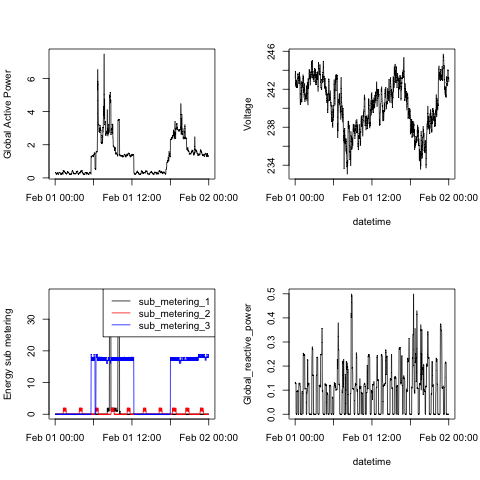 Global Active Power
0 2 4 6
Feb 01 00:00 Feb 01 12:00 Feb 02 00:00
Voltage
234 238 242 246
Feb 01 00:00 Feb 01 12:00 Feb 02 00:00
datetime
Energy sub metering
0 10 20 30
sub_metering_1
sub_metering_2
sub_metering_3
Feb 01 00:00 Feb 01 12:00 Feb 02 00:00
Global_reactive_power
0.0 0.1 0.2 0.3 0.4 0.5
Feb 01 00:00 Feb 01 12:00 Feb 02 00:00
datetime